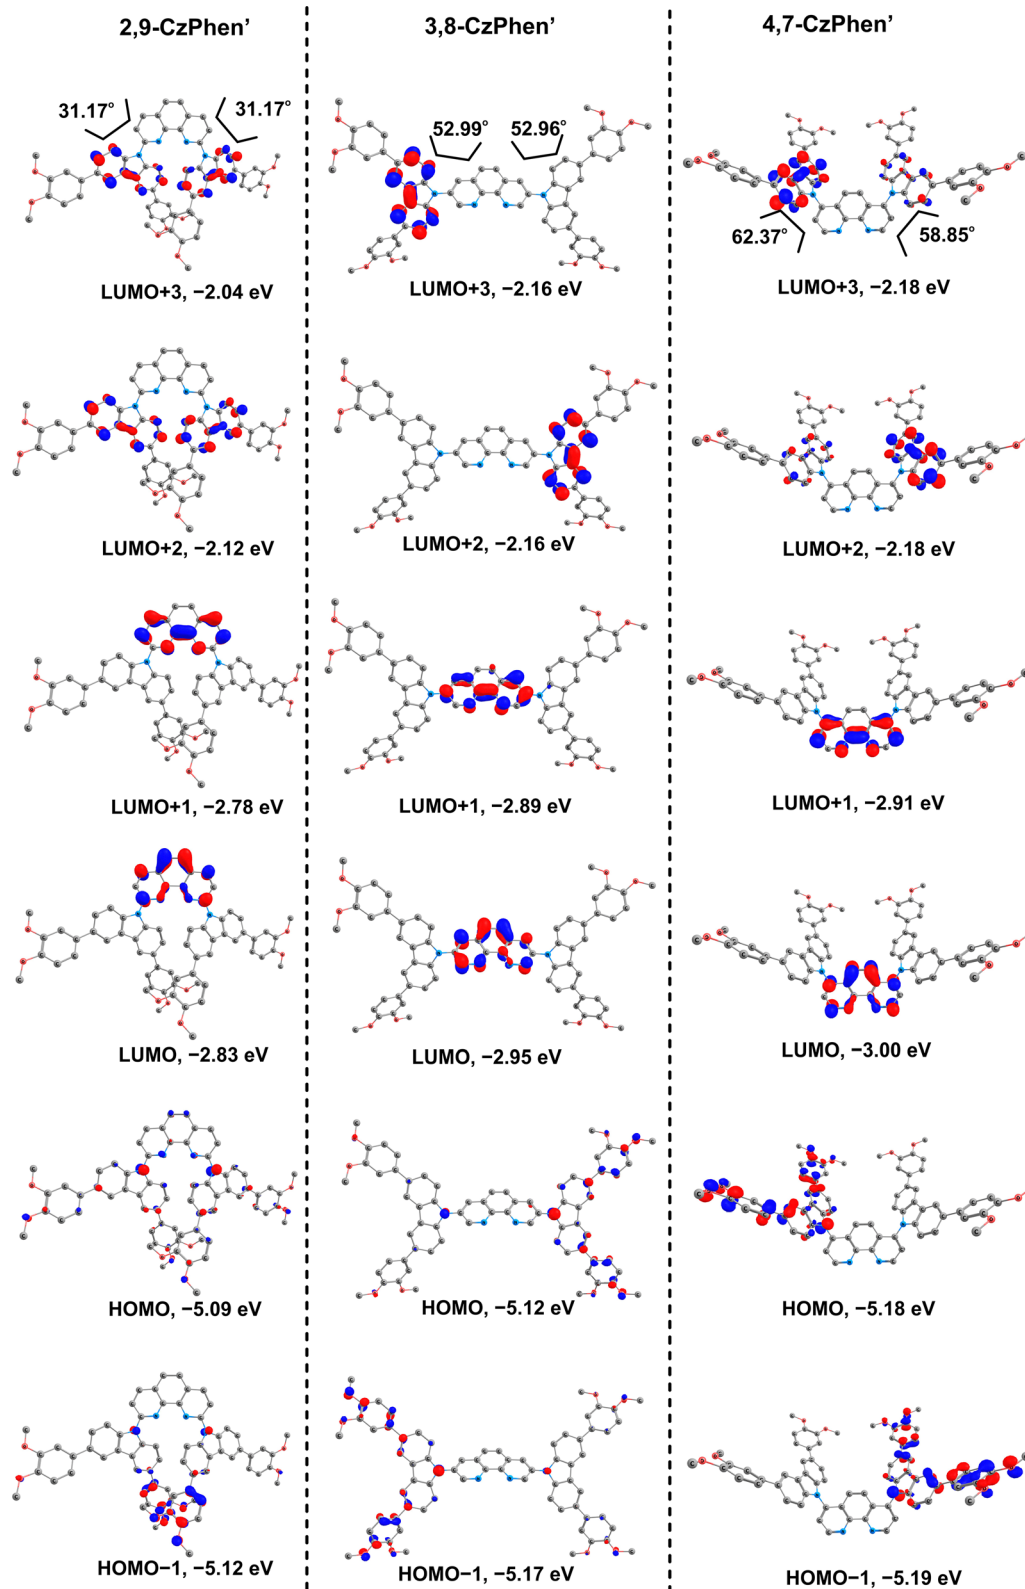 2,9-CzPhen’ 3,8-CzPhen’ 4,7-CzPhen’
31.17° 31.17° 52.99° 52.96°
62.37° 58.85°
LUMO+3, −2.04 eV LUMO+3, −2.16 eV LUMO+3, −2.18 eV
LUMO+2, −2.12 eV LUMO+2, −2.16 eV LUMO+2, −2.18 eV
LUMO+1, −2.78 eV LUMO+1, −2.89 eV LUMO+1, −2.91 eV
LUMO, −2.83 eV LUMO, −2.95 eV LUMO, −3.00 eV
HOMO, −5.09 eV HOMO, −5.12 eV HOMO, −5.18 eV
HOMO−1, −5.12 eV HOMO−1, −5.17 eV HOMO−1, −5.19 eV